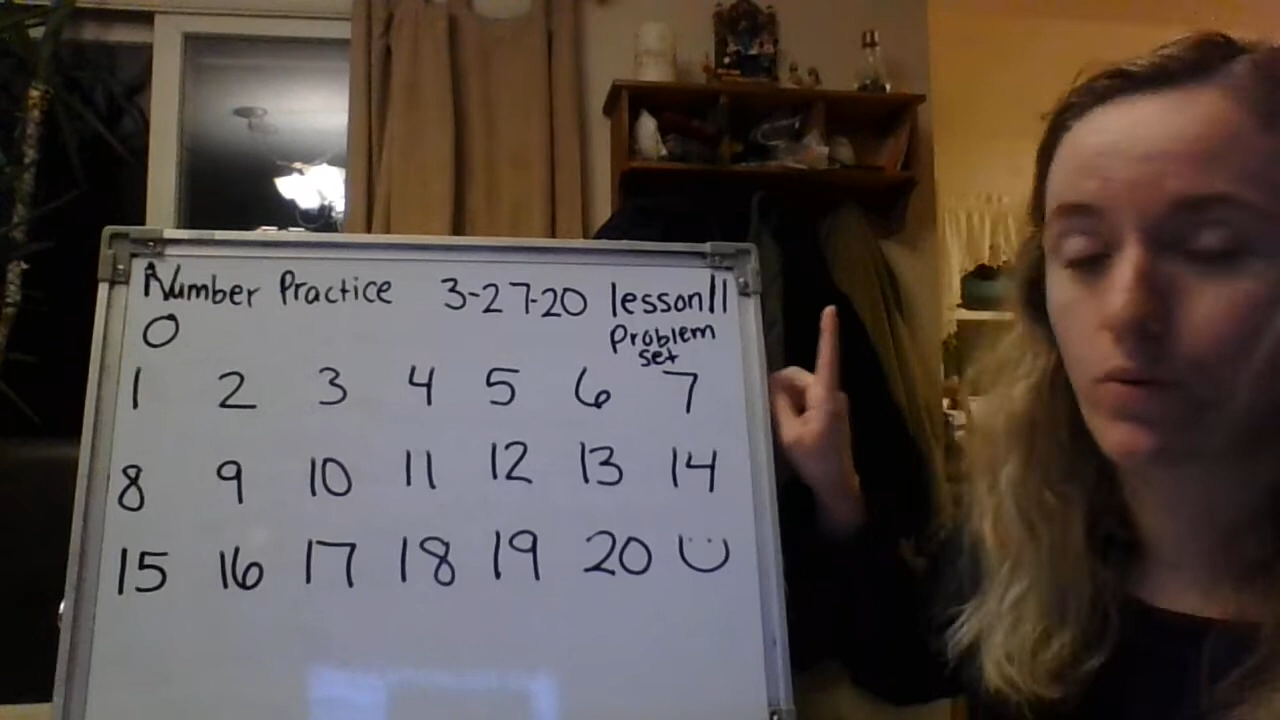 Number Practice 3-27-20 lesson 11
0 Problem
set
1 2 3 4 5 6 7
8 9 10 11 12 13 14
15 16 17 18 19 20